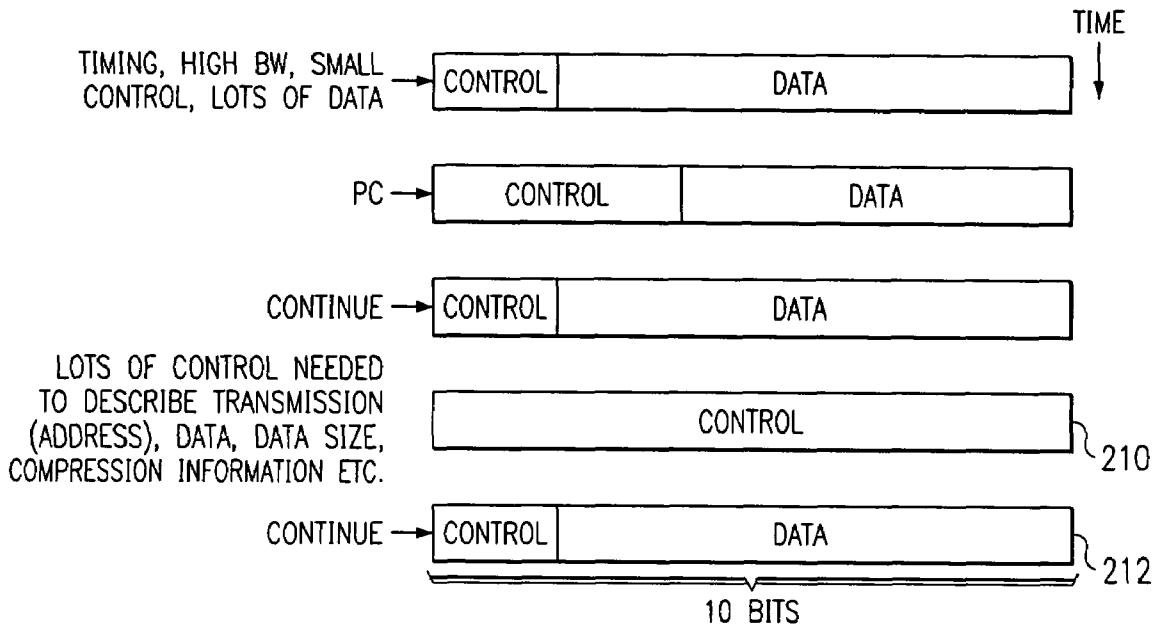 TIME
TIMING, HIGH BW, SMALL
CONTROL, LOTS OF DATA
CONTROL
DATA
PC
CONTROL
DATA
CONTINUE
CONTROL
DATA
LOTS OF CONTROL NEEDED
TO DESCRIBE TRANSMISSION
(ADDRESS), DATA, DATA SIZE,
COMPRESSION INFORMATION ETC.
CONTROL
210
CONTINUE
CONTROL
DATA
212
10 BITS